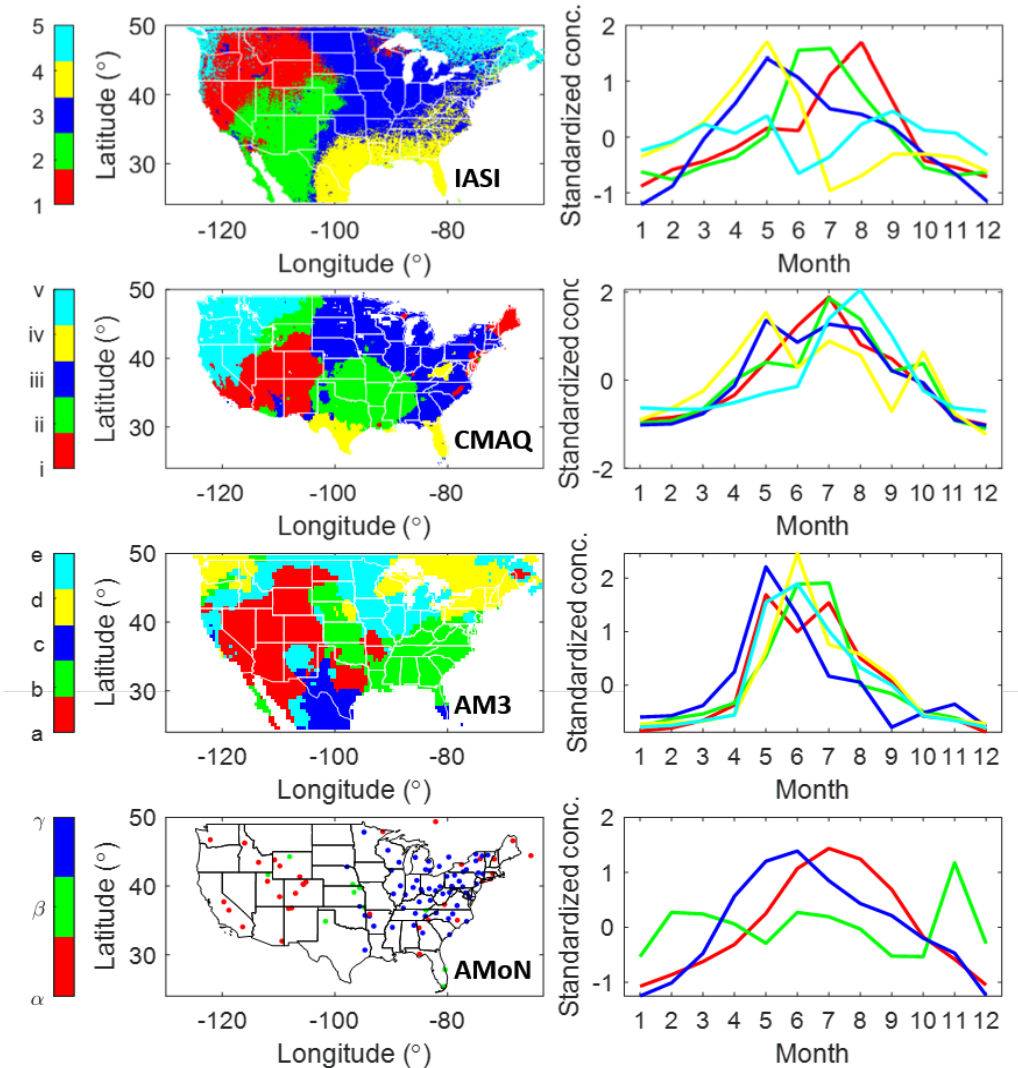 5
4
3
2
1
Latitude (°)
50
40
30
-120
-100
-80
Longitude (°)
IASI
Standardized conc.
2
1
0
-1
1 2 3 4 5 6 7 8 9 10 11 12
Month
v
iv
iii
ii
i
Latitude (°)
50
40
30
-120
-100
-80
Longitude (°)
CMAQ
Standardized conc
2
0
-2
1 2 3 4 5 6 7 8 9 10 11 12
Month
e
d
c
b
a
Latitude (°)
50
40
30
-120
-100
-80
Longitude (°)
AM3
Standardized conc.
2
1
0
1 2 3 4 5 6 7 8 9 10 11 12
Month
γ
β
α
Latitude (°)
50
40
30
-120
-100
-80
Longitude (°)
AMoN
Standardized conc.
2
1
0
-1
1 2 3 4 5 6 7 8 9 10 11 12
Month